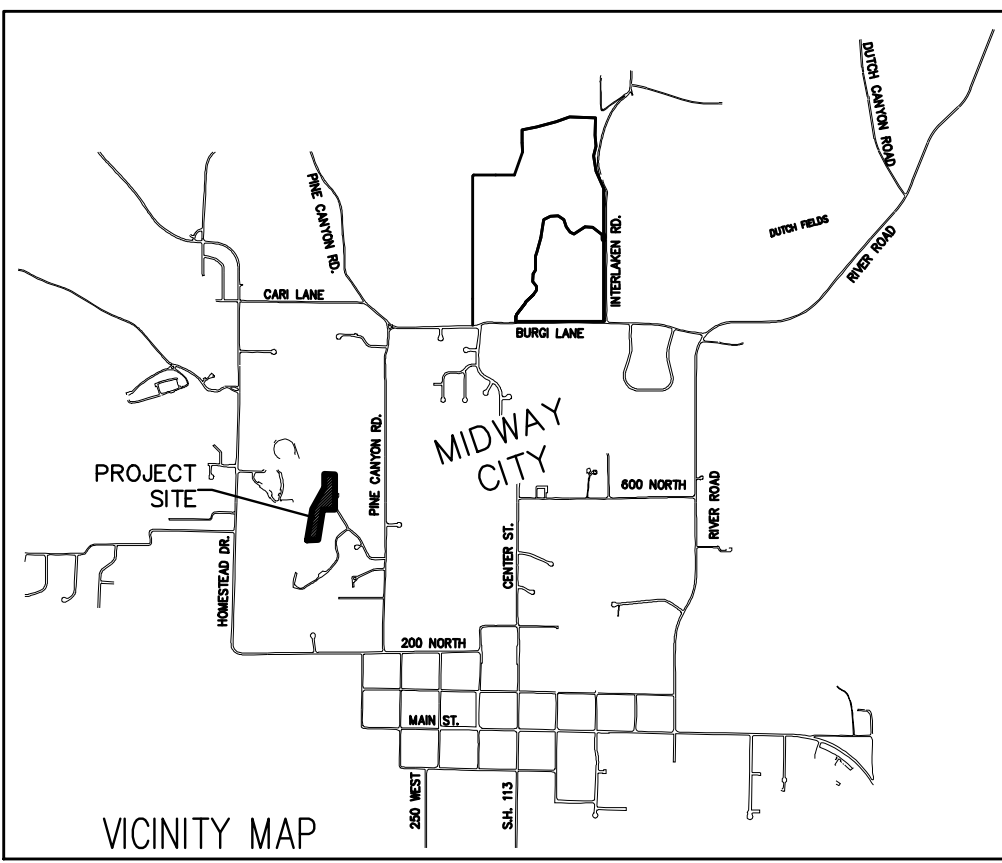 DUTCH CANYON ROAD
PINE CANYON RD.
DUTCH FIELDS
INTERLAKEN RD.
RIVER ROAD
CARI LANE
BURGI LANE
MIDWAY
CITY
PINE CANYON RD.
PROJECT
SITE
600 NORTH
RIVER ROAD
HOMESTEAD DR.
CENTER ST.
200 NORTH
MAIN ST.
250 WEST
S.H. 113
VICINITY MAP